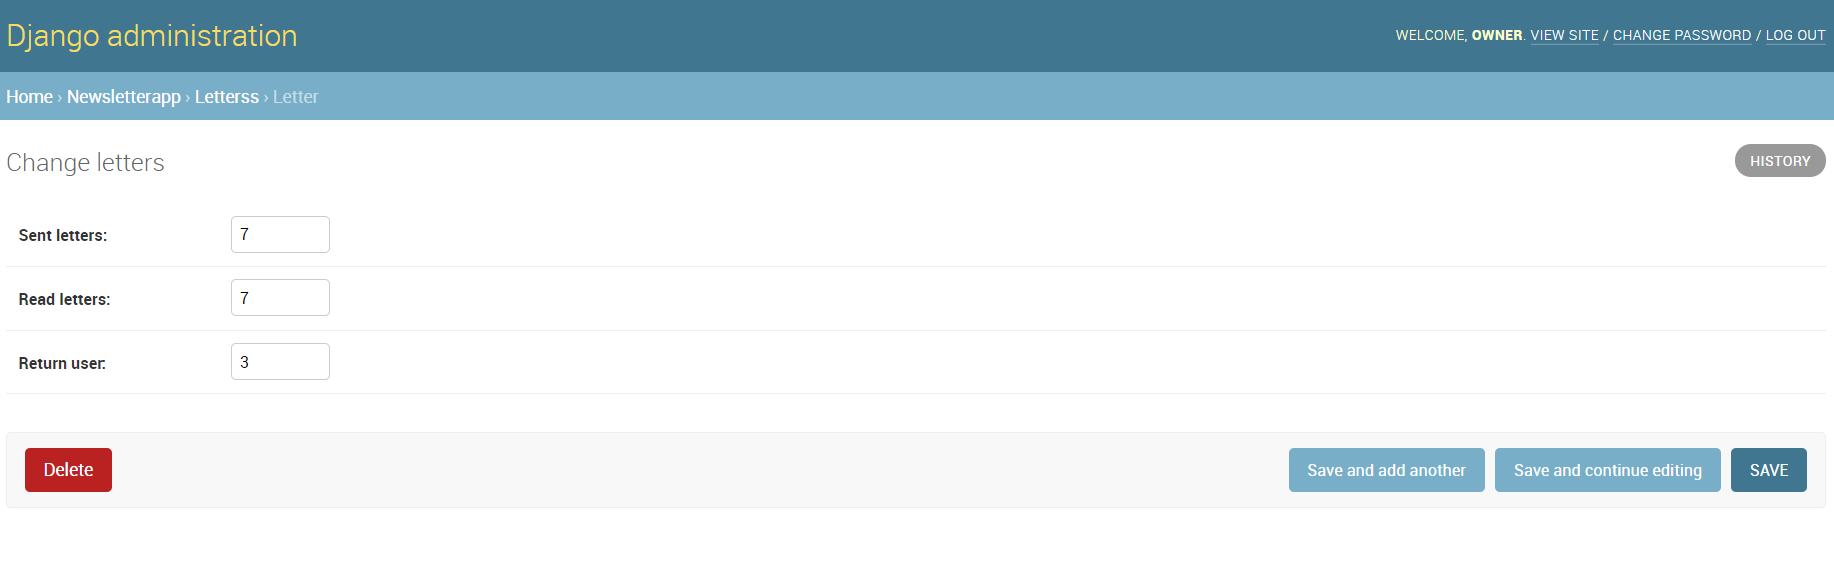 Django administration
WELCOME, OWNER. VIEW SITE / CHANGE PASSWORD / LOG OUT
Home › Newsletterapp › Letterss › Letter
Change letters
HISTORY
Sent letters: 7
Read letters: 7
Return user: 3
Delete
Save and add another
Save and continue editing
SAVE